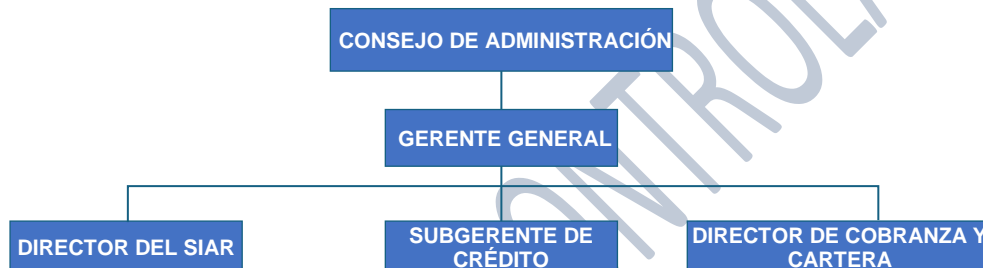 CONSEJO DE ADMINISTRACIÓN
GERENTE GENERAL
DIRECTOR DEL SIAR
SUBGERENTE DE
CRÉDITO
DIRECTOR DE COBRANZA Y
CARTERA